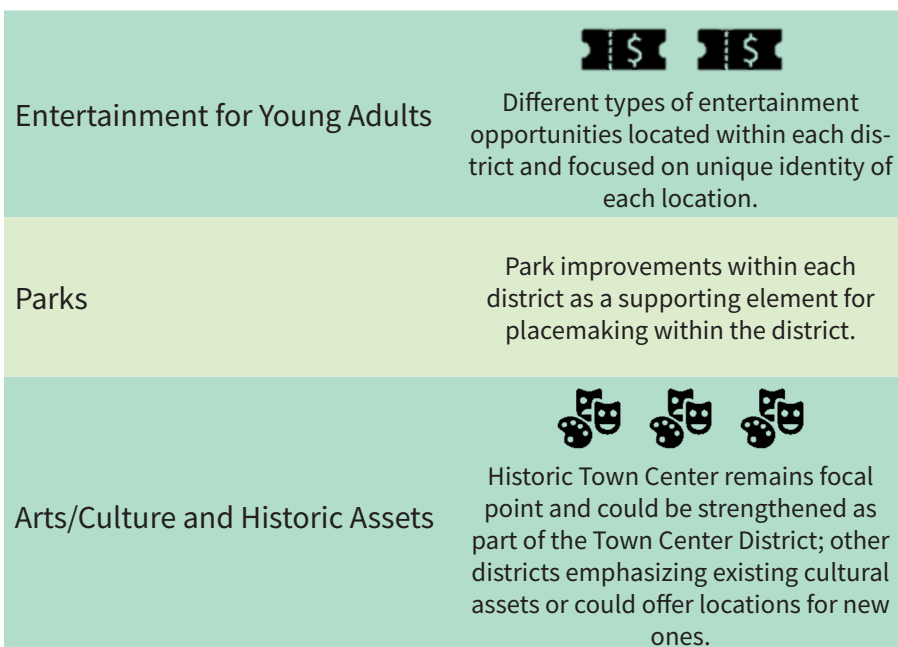 Entertainment for Young Adults
Different types of entertainment
opportunities located within each dis-
trict and focused on unique identity of
each location.
Parks
Park improvements within each
district as a supporting element for
placemaking within the district.
Arts/Culture and Historic Assets
Historic Town Center remains focal
point and could be strengthened as
part of the Town Center District; other
districts emphasizing existing cultural
assets or could offer locations for new
ones.